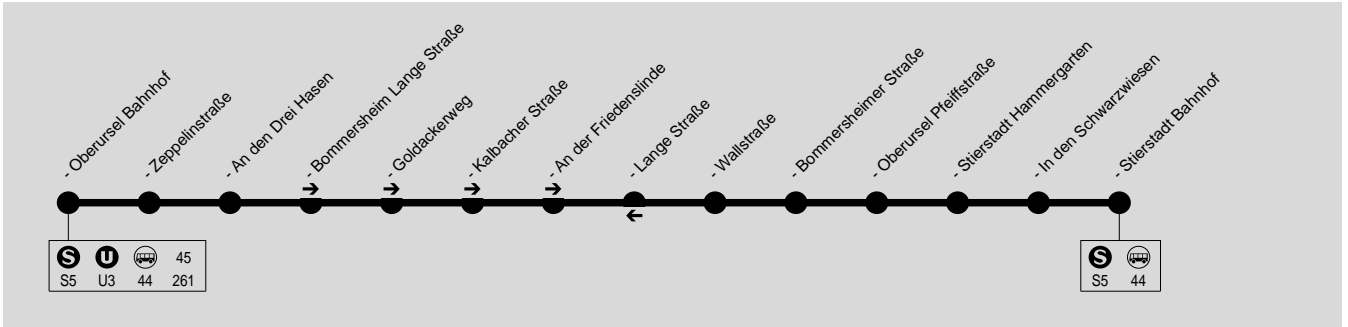 - Oberursel Bahnhof
- Zeppelinstraße
- An den Drei Hasen
- Bommersheim Lange Straße
- Goldackerweg
- Kalbacher Straße
- An der Friedenslinde
- Lange Straße
- Wallstraße
- Bommersheimer Straße
- Oberursel Pfeiffstraße
- Stierstadt Hammergarten
- In den Schwarzwiesen
- Stierstadt Bahnhof
S U 45
S5 U3 44 261
S
S5 44